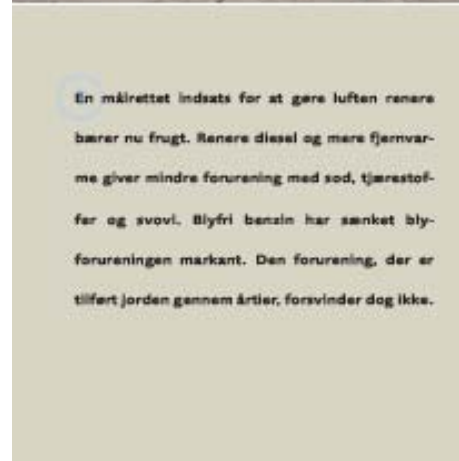 En målrettet indsats for at gøre luften renere
bærer nu frugt. Renere diesel og mere fjernvar-
me giver mindre forurening med sod, tjærestof-
fer og svovl. Blyfri benzin har sænket bly-
forureningen markant. Den forurening, der er
tilført jorden gennem årtier, forsvinder dog ikke.